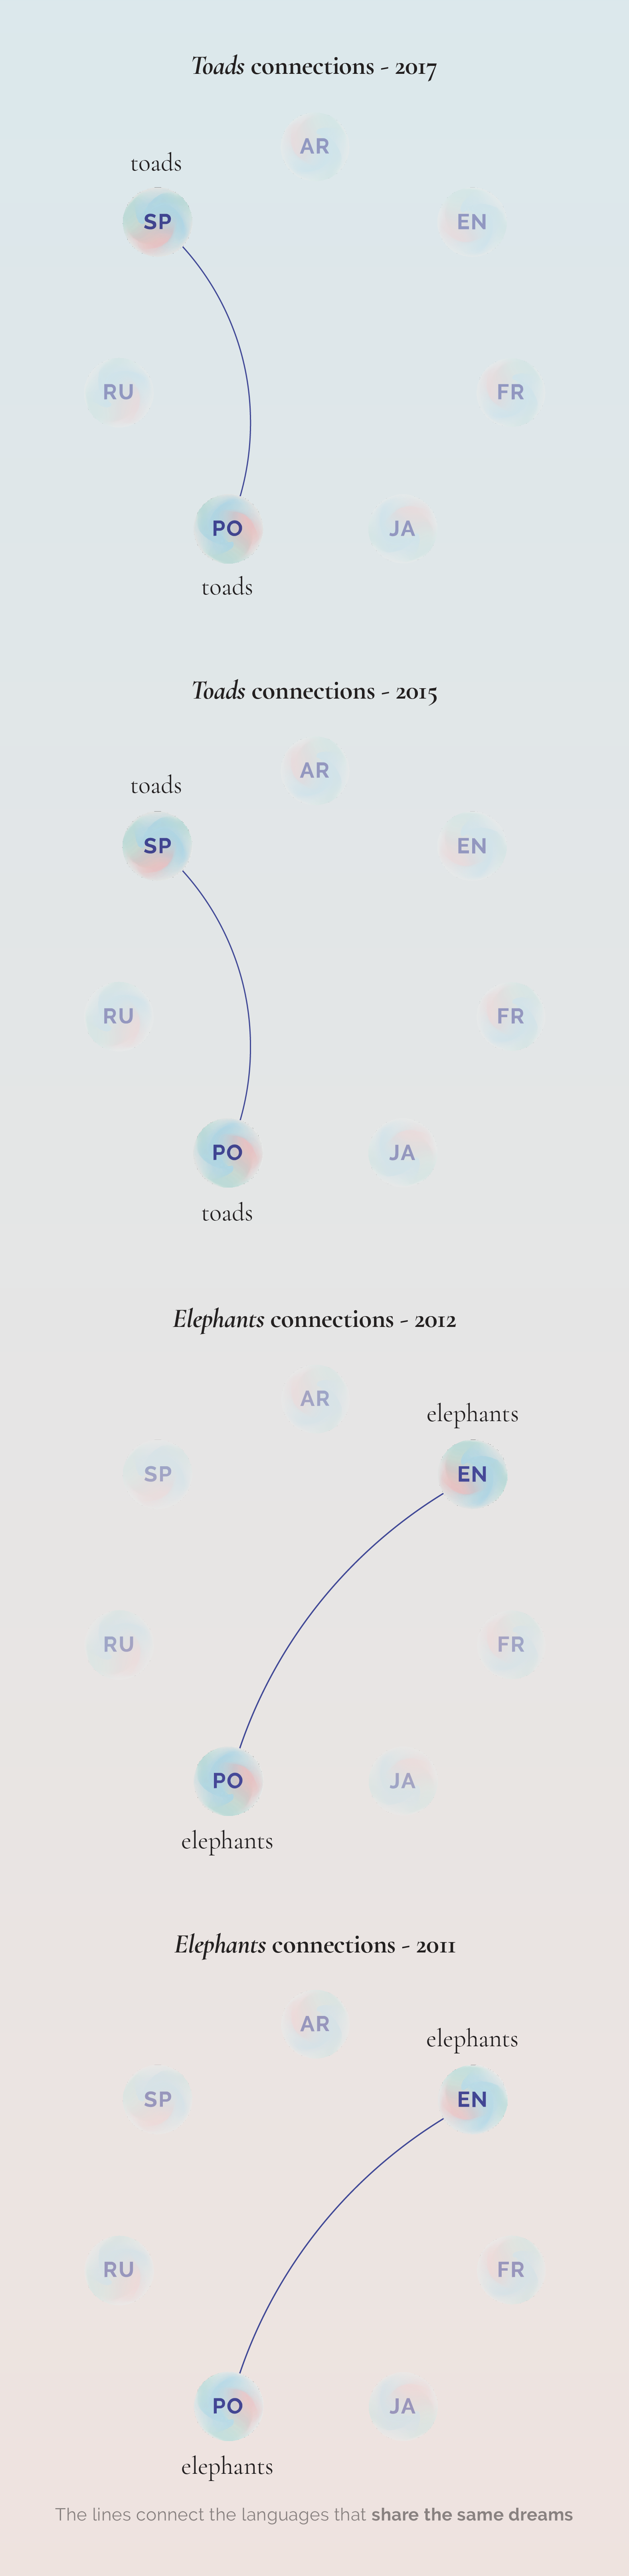 Toads connections - 2017
AR
toads
SP
EN
RU
FR
PO
JA
toads
Toads connections - 2015
AR
toads
SP
EN
RU
FR
PO
JA
toads
Elephants connections - 2012
AR
elephants
SP
EN
RU
FR
PO
JA
elephants
Elephants connections - 2011
AR
elephants
SP
EN
RU
FR
PO
JA
elephants
The lines connect the languages that share the same dreams